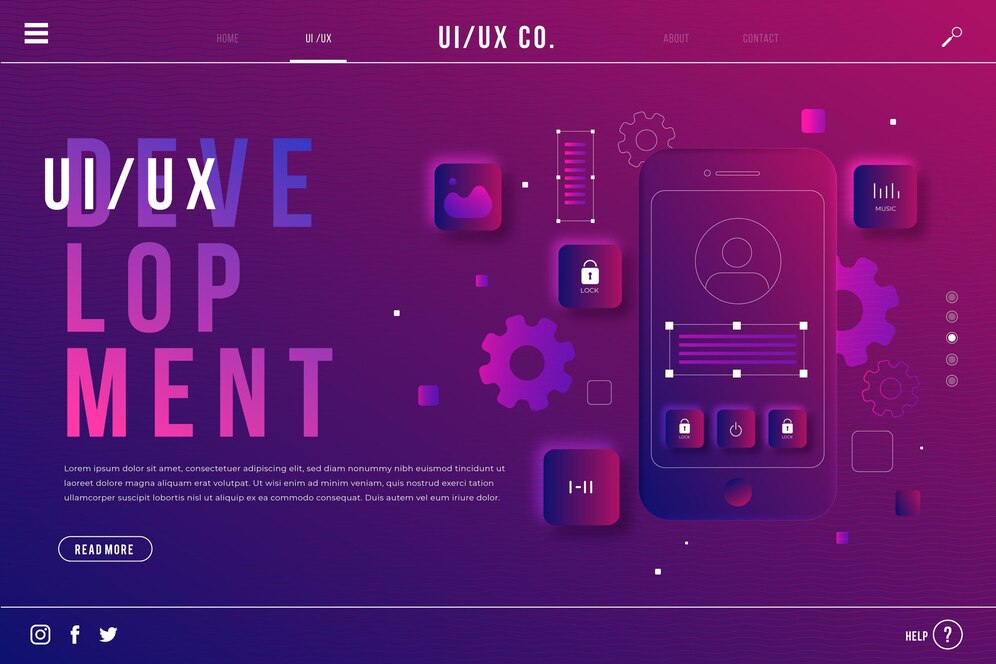 HOME
UI /UX
UI/UX CO.
ABOUT
CONTACT
UI/UX
DEVE
LOP
MENT
Lorem ipsum dolor sit amet, consectetuer adipiscing elit, sed diam nonummy nibh euismod tincidunt ut
laoreet dolore magna aliquam erat volutpat. Ut wisi enim ad minim veniam, quis nostrud exerci tation
ullamcorper suscipit lobortis nisl ut aliquip ex ea commodo consequat. Duis autem vel eum iriure dolor.
READ MORE
LOCK
MUSIC
LOCK
LOCK
HELP ?